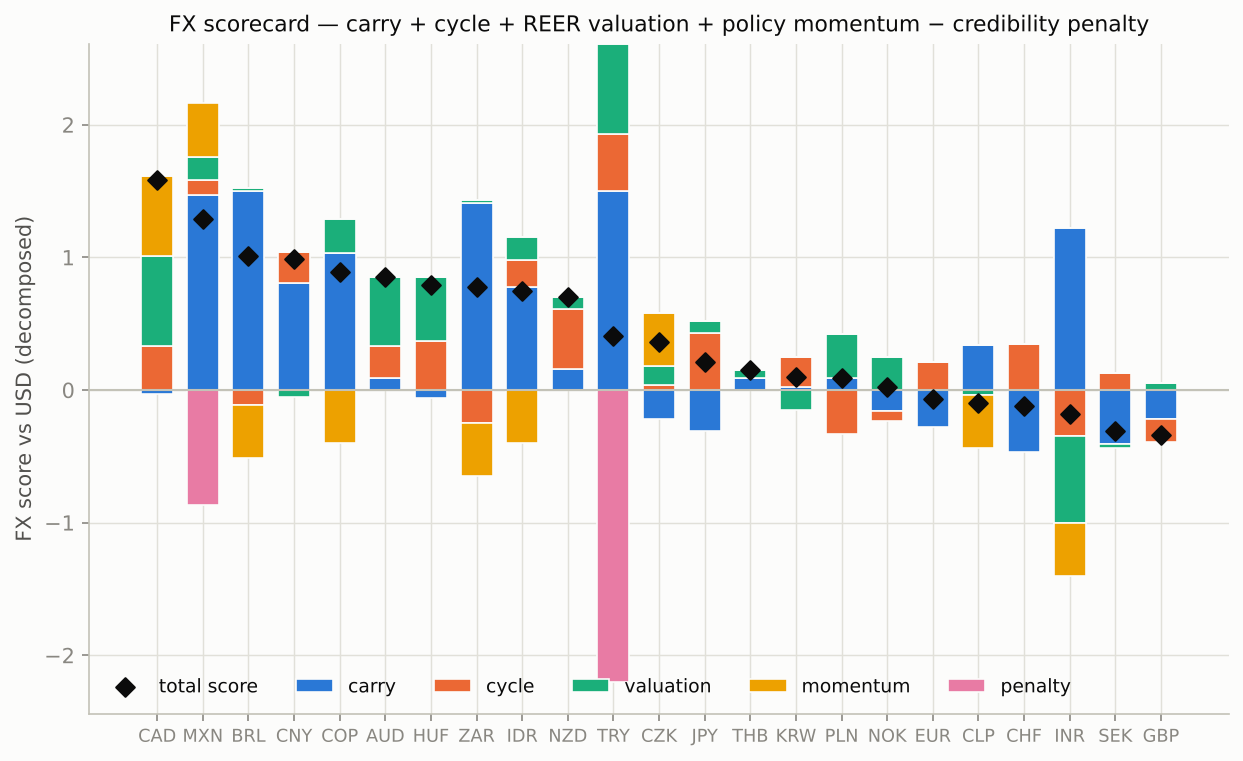 FX scorecard — carry + cycle + REER valuation + policy momentum − credibility penalty
FX score vs USD (decomposed)
2
1
0
−1
−2
total score carry cycle valuation momentum penalty
CAD MXN BRL CNY COP AUD HUF ZAR IDR NZD TRY CZK JPY THB KRW PLN NOK EUR CLP CHF INR SEK GBP